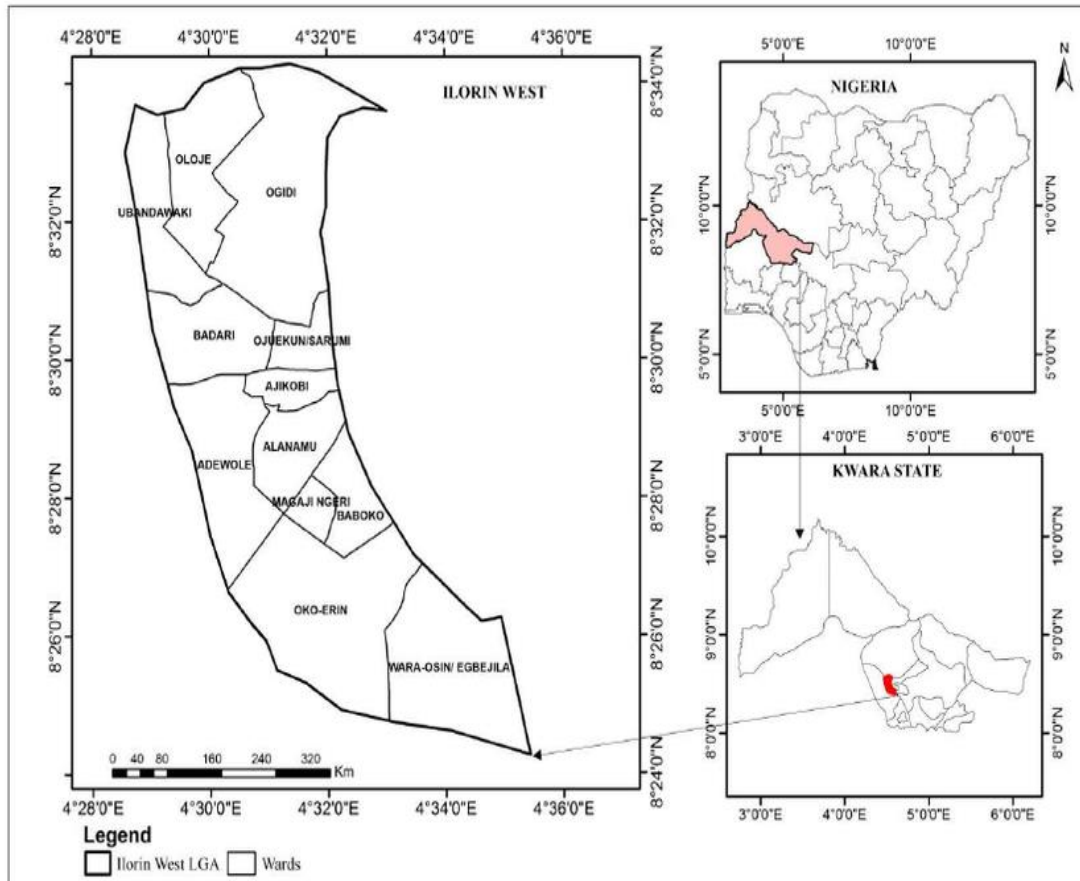 4°28'0"E 4°30'0"E 4°32'0"E 4°34'0"E 4°36'0"E
ILORIN WEST
8°34'0"N
8°32'0"N
8°30'0"N
8°28'0"N
8°26'0"N
8°24'0"N
8°32'0"N
8°30'0"N
8°28'0"N
8°26'0"N
OLOJE
OGIDI
UBANDAWAKI
BADARI
OJUEKUN/SARUMI
AJIKOBI
ALANAMU
ADEWOLE
MAGAJI NGERI
BABOKO
OKO-ERIN
WARA-OSIN/ EGBEJILA
0 40 80 160 240 320
Km
4°28'0"E 4°30'0"E 4°32'0"E 4°34'0"E 4°36'0"E
Legend
Ilorin West LGA Wards
5°0'0"E 10°0'0"E
N
NIGERIA
10°0'0"N
10°0'0"N
5°0'0"N
5°0'0"N
5°0'0"E 10°0'0"E
3°0'0"E 4°0'0"E 5°0'0"E 6°0'0"E
KWARA STATE
10°0'0"N
10°0'0"N
9°0'0"N
9°0'0"N
8°0'0"N
8°0'0"N
3°0'0"E 4°0'0"E 5°0'0"E 6°0'0"E